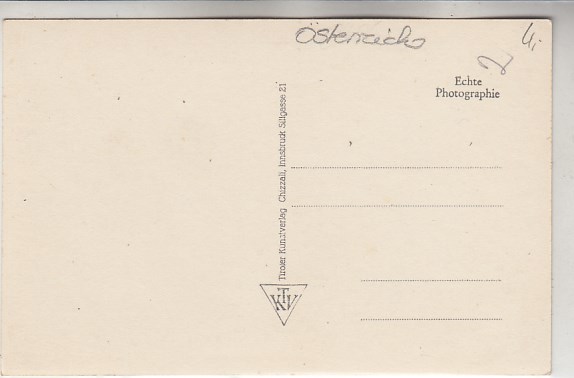 Österreich
4,-
Echte
Photographie
Tiroler Kunstverlag Chizzali, Innsbruck Sillgasse 21
TKV